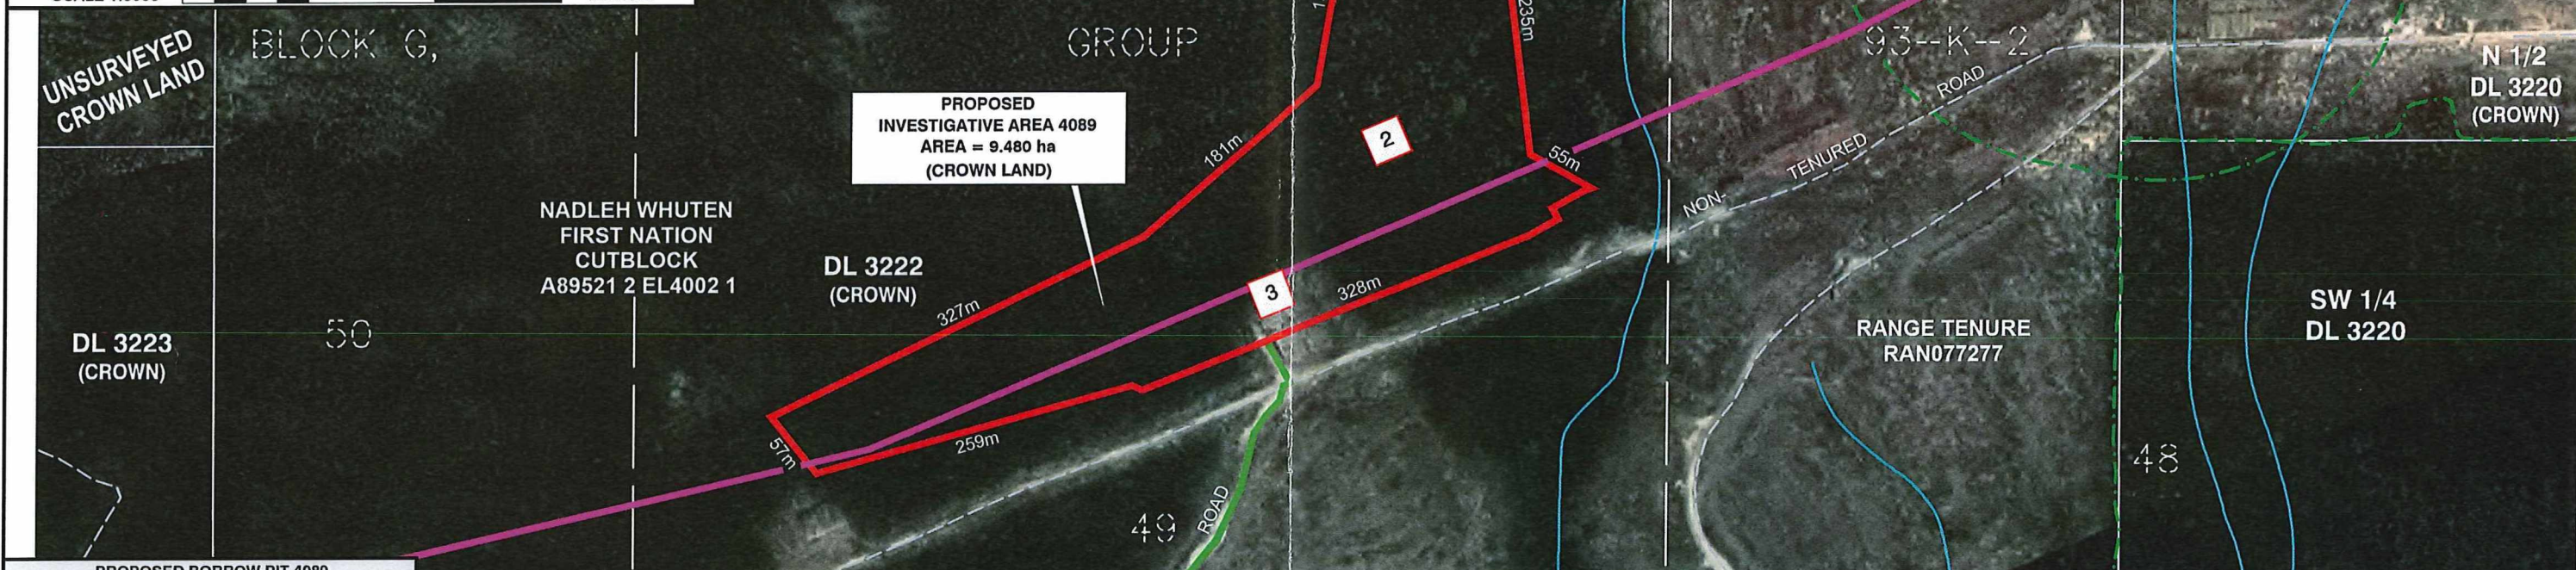 UNSURVEYED
CROWN LAND
BLOCK G,
GROUP
93-K-2
N 1/2
DL 3220
(CROWN)
PROPOSED
INVESTIGATIVE AREA 4089
AREA = 9.480 ha
(CROWN LAND)
235m
2
55m
181m
ROAD
TENURED
NON-
NADLEH WHUTEN
FIRST NATION
CUTBLOCK
A89521 2 EL4002 1
DL 3222
(CROWN)
3
328m
327m
DL 3223
(CROWN)
50
RANGE TENURE
RAN077277
SW 1/4
DL 3220
57m
259m
49
ROAD
48
PROPOSED BORROW PIT 4089